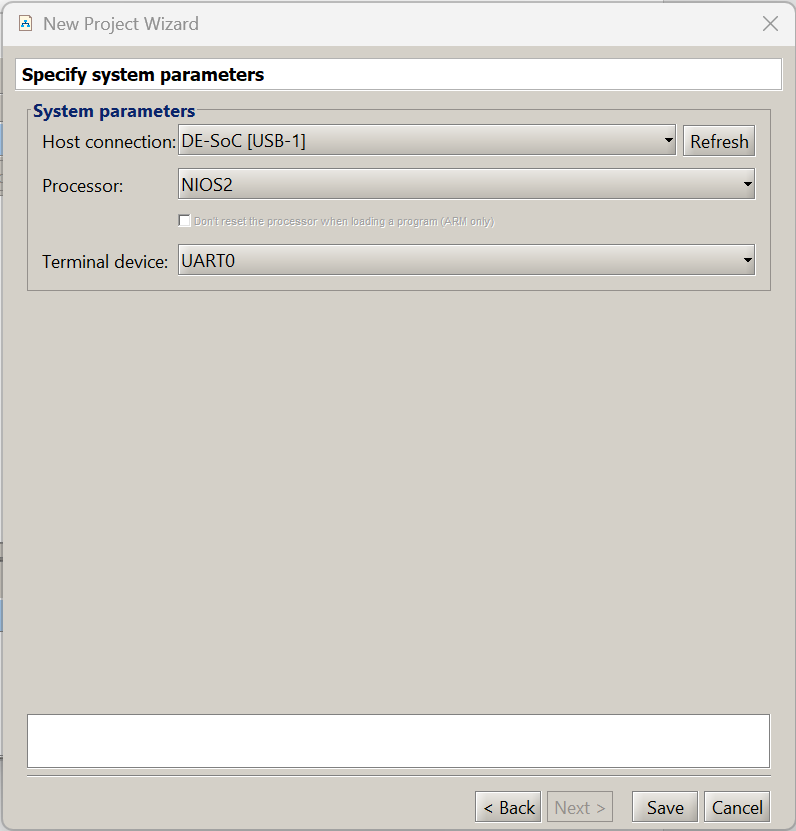 New Project Wizard
Specify system parameters
System parameters
Host connection: DE-SoC [USB-1] Refresh
Processor: NIOS2
Don't reset the processor when loading a program (ARM only)
Terminal device: UART0
< Back Next > Save Cancel